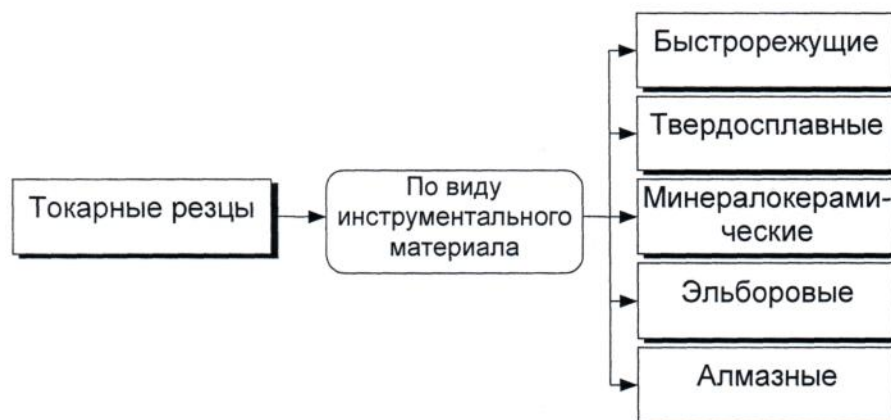 Токарные резцы
По виду
инструментального
материала
Быстрорежущие
Твердосплавные
Минералокерами-
ческие
Эльборовые
Алмазные